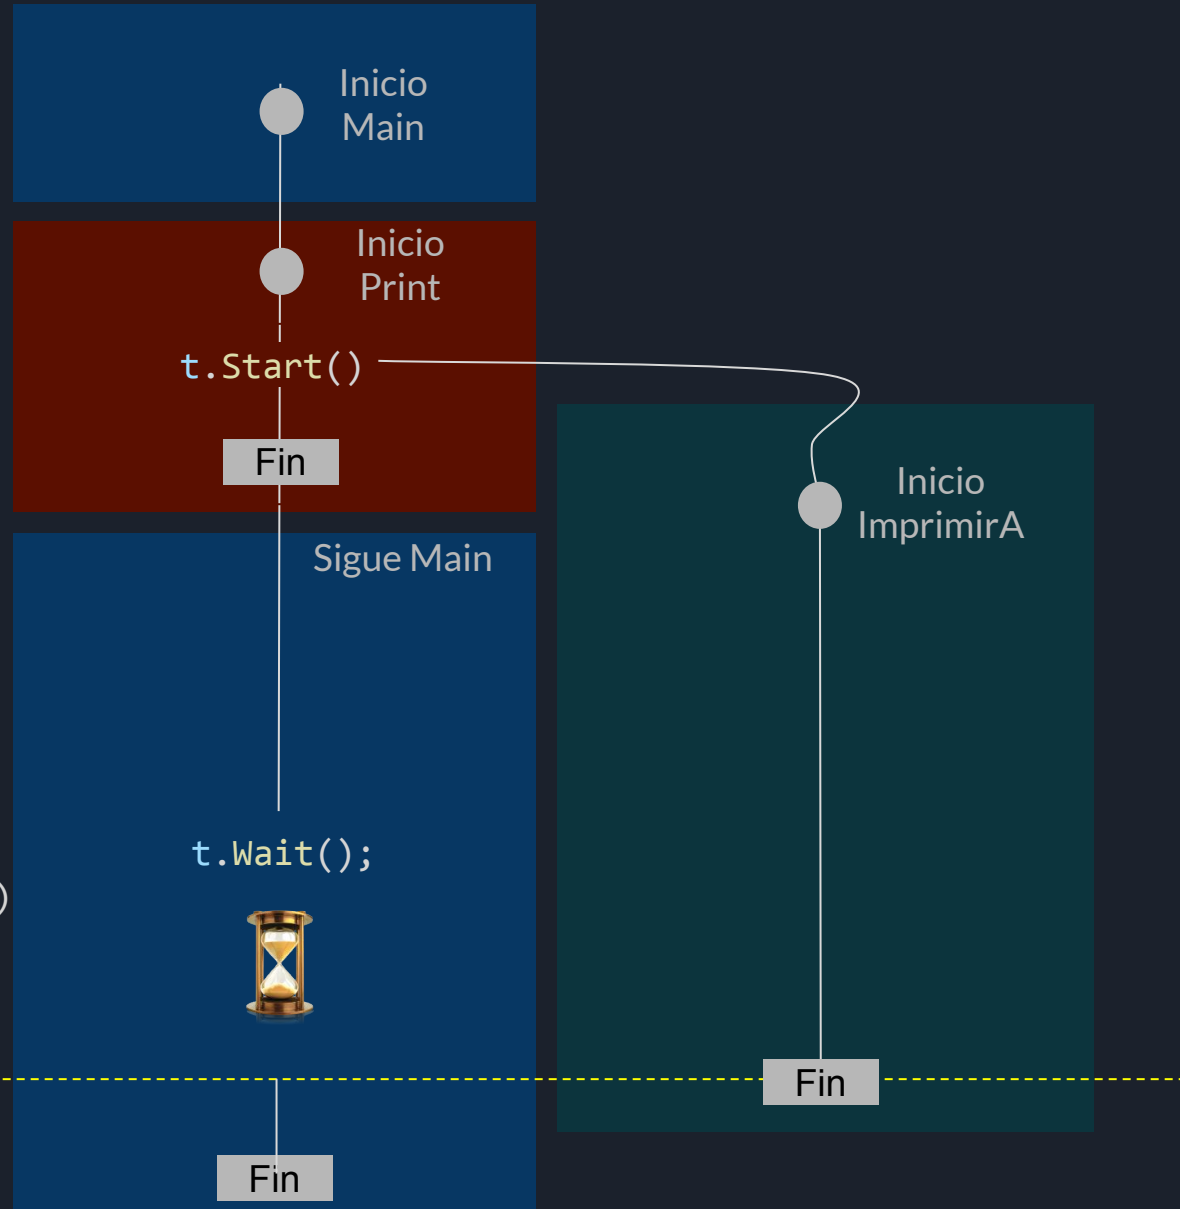 Inicio
Main
Inicio
Print
t.Start()
Fin
Inicio
ImprimirA
Sigue Main
t.Wait();
)
Fin
Fin